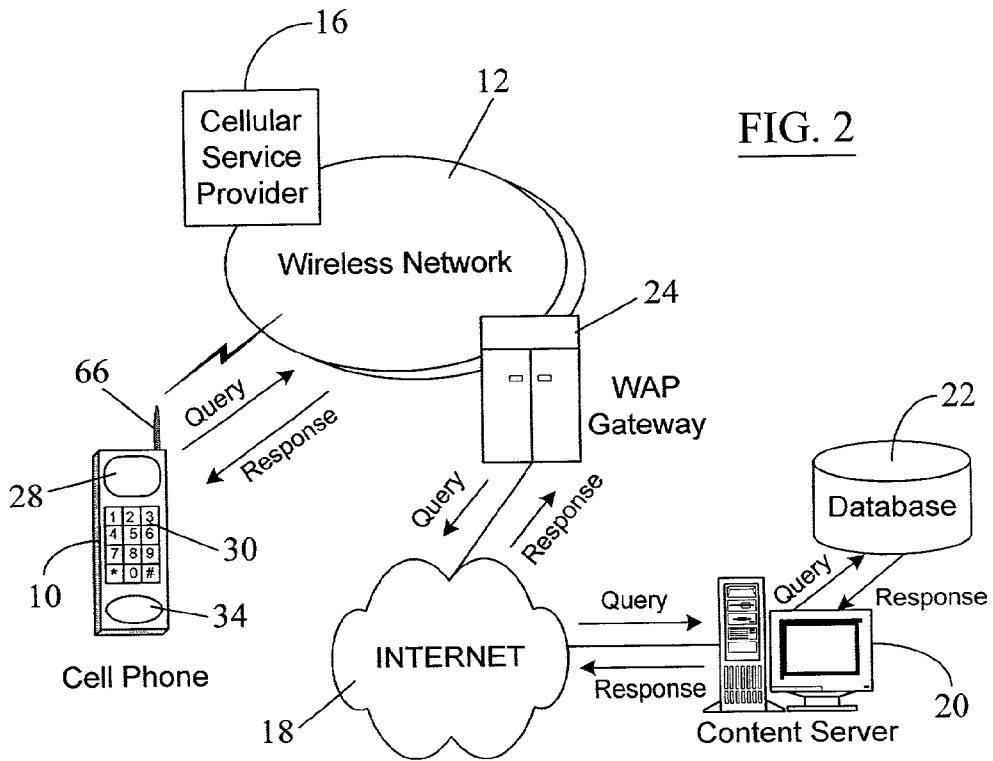 16
12
FIG. 2
Cellular
Service
Provider
Wireless Network
24
66
Query
Response
WAP
Gateway
22
28
Query
Response
Database
1 2 3
4 5 6
7 8 9
* 0 #
30
10
34
Query
Response
Query
Response
INTERNET
Cell Phone
18
20
Content Server